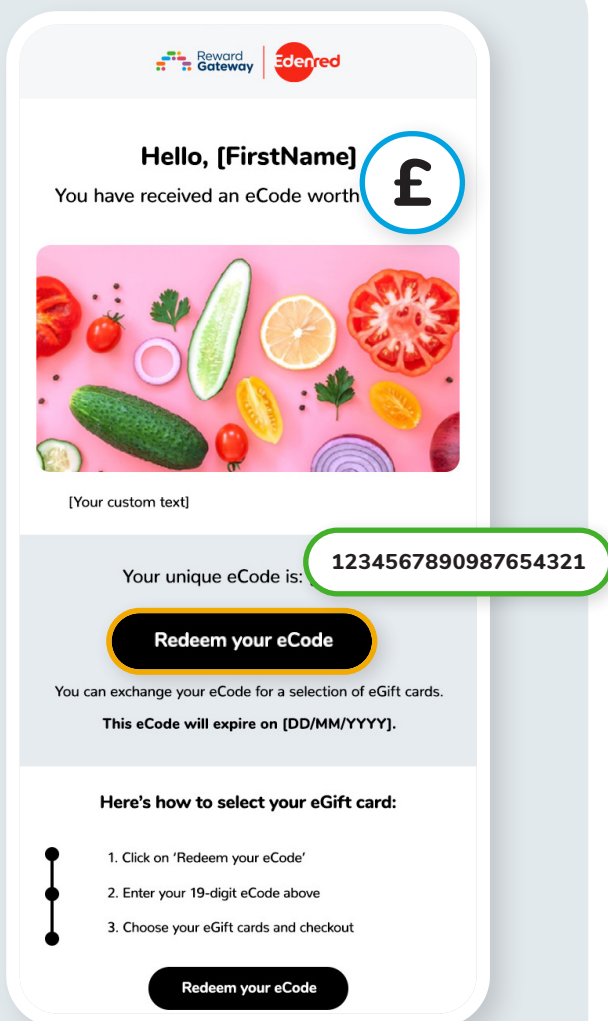 Reward
Gateway
Edenred
Hello, [FirstName]
You have received an eCode worth
£
[Your custom text]
Your unique eCode is:
1234567890987654321
Redeem your eCode
You can exchange your eCode for a selection of eGift cards.
This eCode will expire on [DD/MM/YYYY].
Here's how to select your eGift card:
1. Click on 'Redeem your eCode'
2. Enter your 19-digit eCode above
3. Choose your eGift cards and checkout
Redeem your eCode